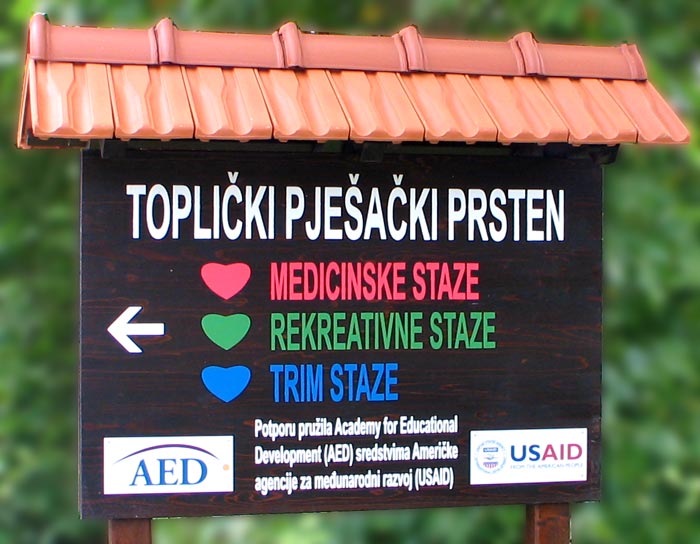 TOPLIČKI PJEŠAČKI PRSTEN
MEDICINSKE STAZE
REKREATIVNE STAZE
TRIM STAZE
Potporu pružila Academy for Educational
Development (AED) sredstvima Američke
agencije za međunarodni razvoj (USAID)
AED
USAID
FROM THE AMERICAN PEOPLE